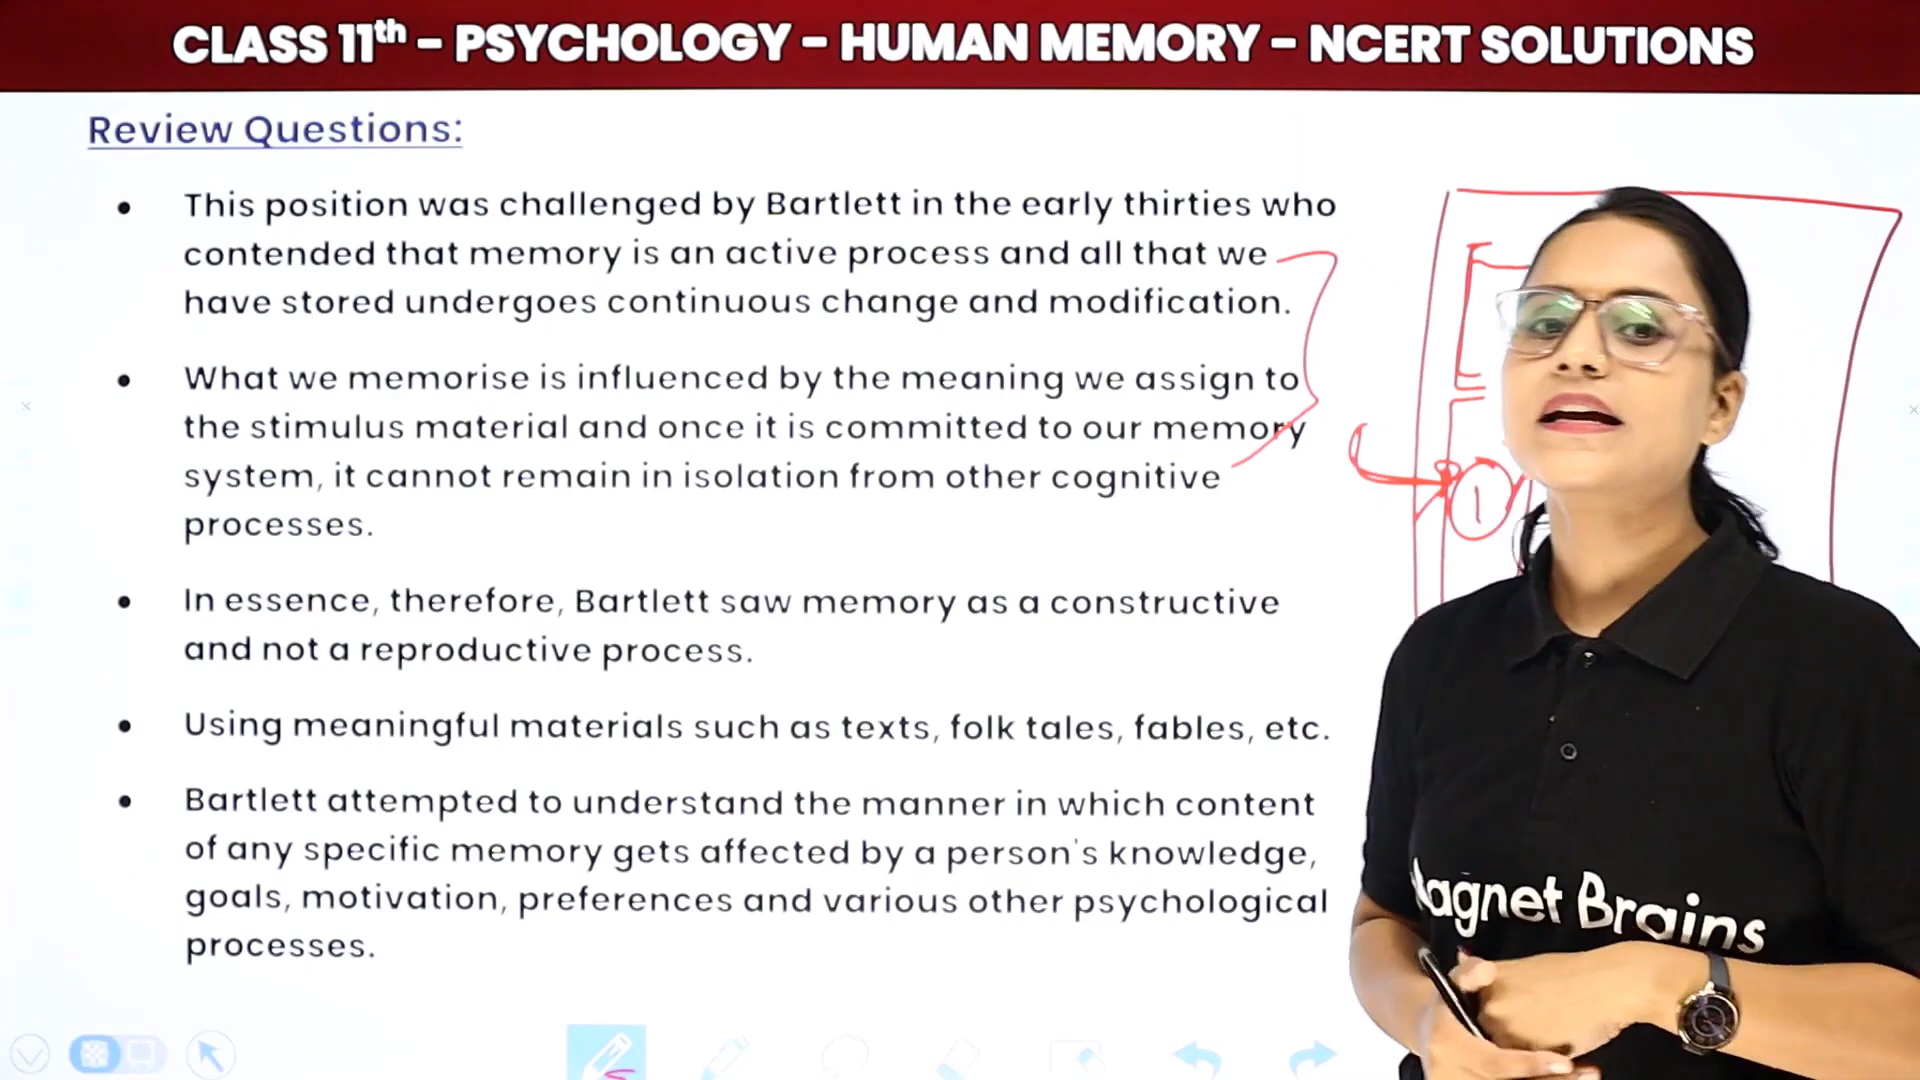 CLASS 11th - PSYCHOLOGY - HUMAN MEMORY - NCERT SOLUTIONS
Review Questions:
• This position was challenged by Bartlett in the early thirties who
contended that memory is an active process and all that we
have stored undergoes continuous change and modification.
• What we memorise is influenced by the meaning we assign to
the stimulus material and once it is committed to our memory
system, it cannot remain in isolation from other cognitive
processes.
1
• In essence, therefore, Bartlett saw memory as a constructive
and not a reproductive process.
• Using meaningful materials such as texts, folk tales, fables, etc.
• Bartlett attempted to understand the manner in which content
of any specific memory gets affected by a person's knowledge,
goals, motivation, preferences and various other psychological
processes.
Magnet Brains